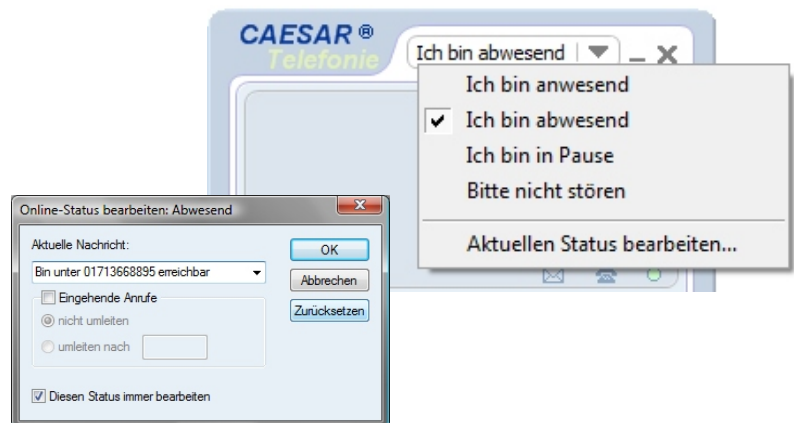 CAESAR ®
Telefonie
Ich bin abwesend
Ich bin anwesend
Ich bin abwesend
Ich bin in Pause
Bitte nicht stören
Aktuellen Status bearbeiten...
Online-Status bearbeiten: Abwesend
Aktuelle Nachricht:
OK
Bin unter 01713668895 erreichbar
Abbrechen
Eingehende Anrufe
Zurücksetzen
nicht umleiten
umleiten nach
Diesen Status immer bearbeiten